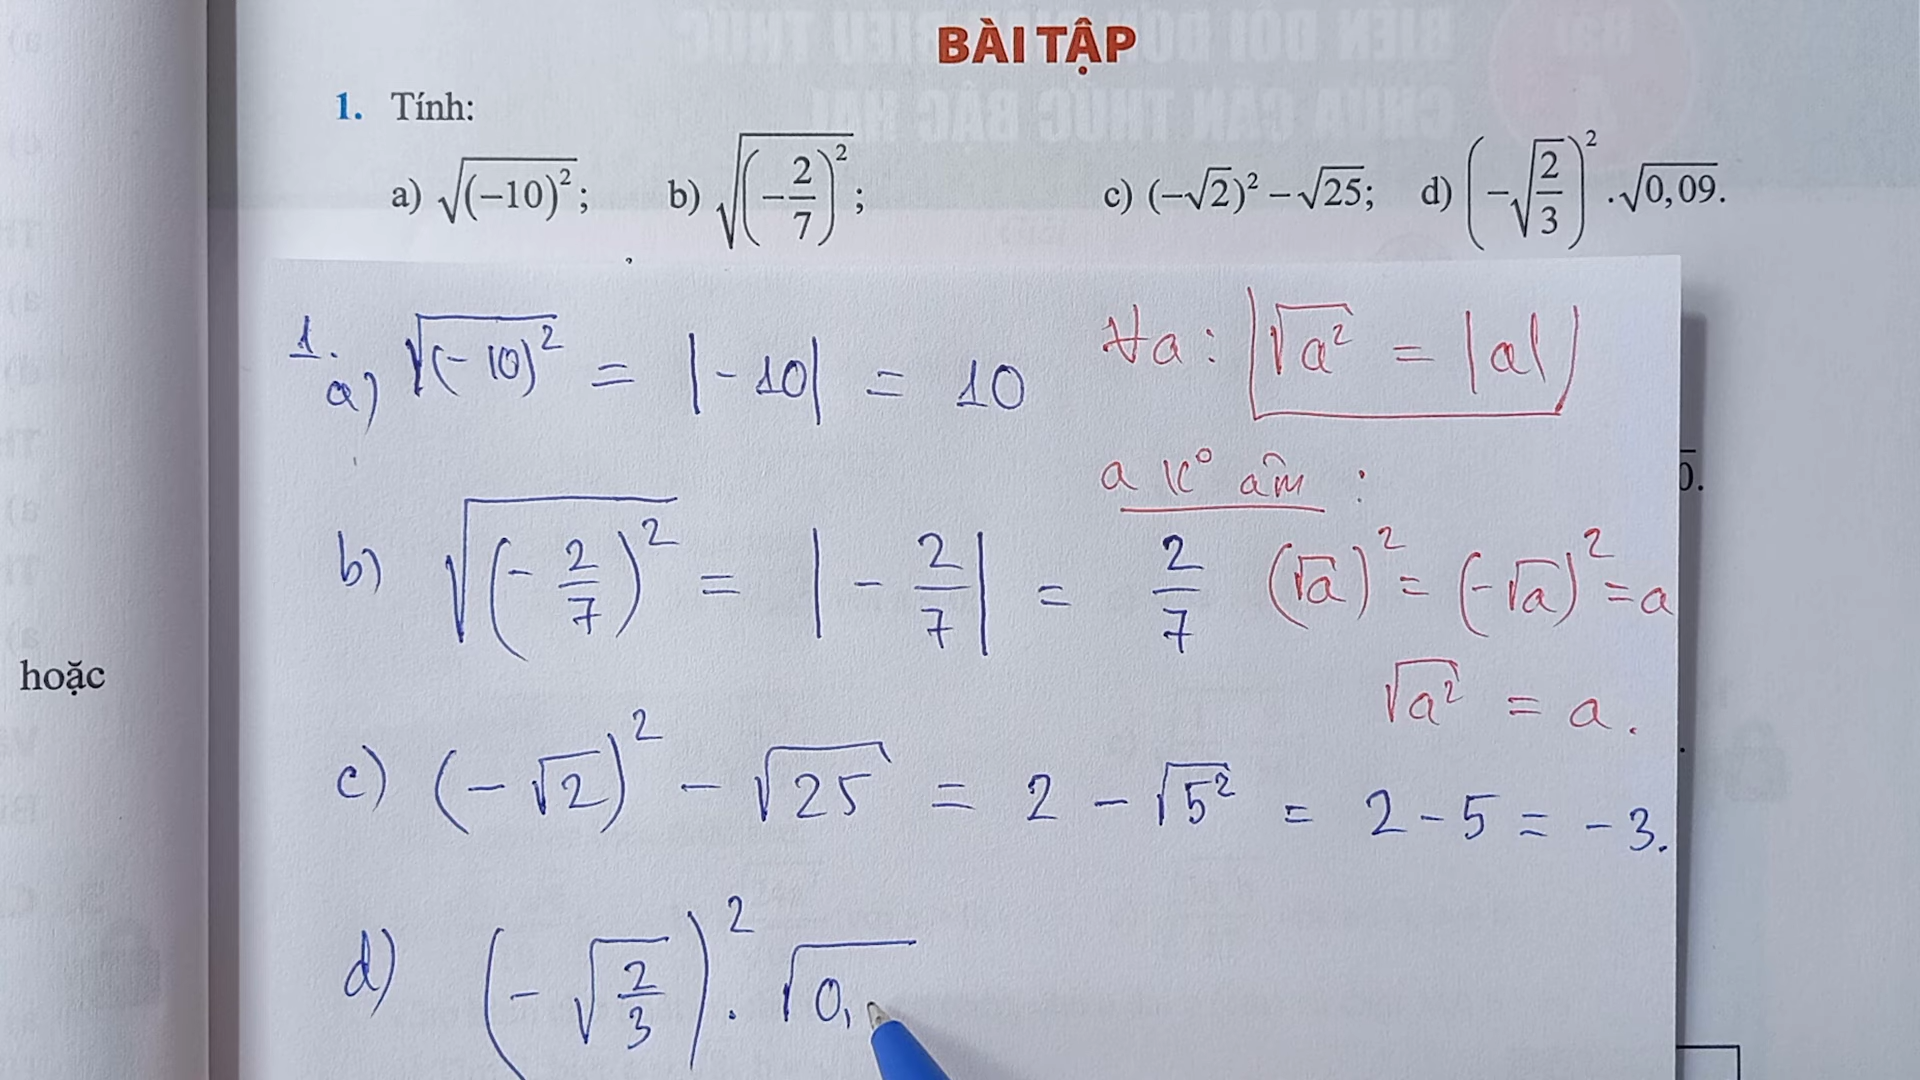 BÀI TẬP
1. Tính:
a) √(−10)²; b) √(−2/7)²; c) (−√2)² − √25; d) (−√(2/3))² . √0,09.
1.
a) √(−10)² = |−10| = 10
∀a: √a² = |a|
a k° âm :
b) √(−2/7)² = |−2/7| = 2/7
(√a)² = (−√a)² = a
√a² = a.
c) (−√2)² − √25 = 2 − √5² = 2 − 5 = −3.
d) (−√(2/3))² . √0,
hoặc